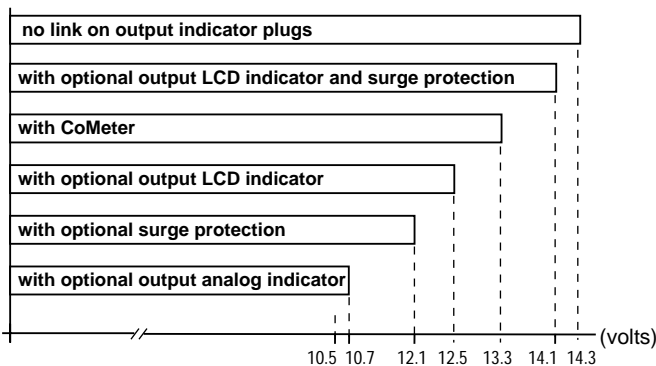 no link on output indicator plugs
with optional output LCD indicator and surge protection
with CoMeter
with optional output LCD indicator
with optional surge protection
with optional output analog indicator
(volts)
10.5 10.7 12.1 12.5 13.3 14.1 14.3